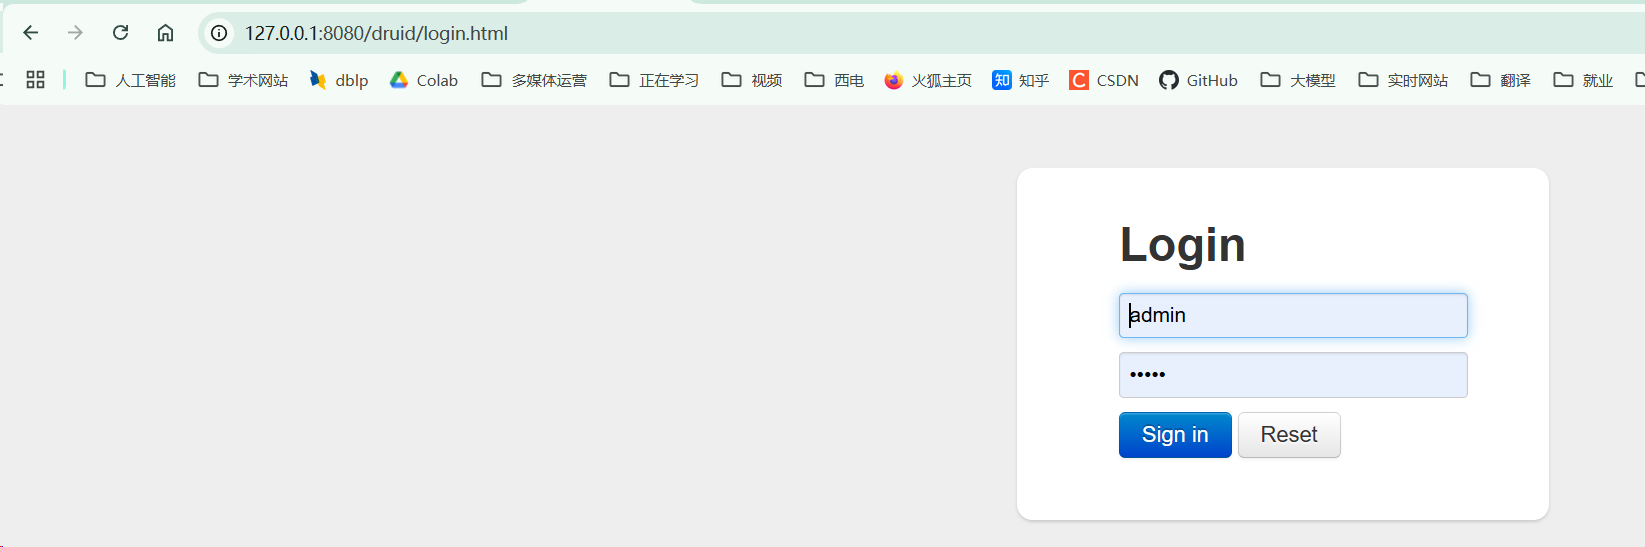 127.0.0.1:8080/druid/login.html
人工智能 学术网站 dblp Colab 多媒体运营 正在学习 视频 西电 火狐主页 知 知乎 C CSDN GitHub 大模型 实时网站 翻译 就业
Login
admin
•••••
Sign in Reset